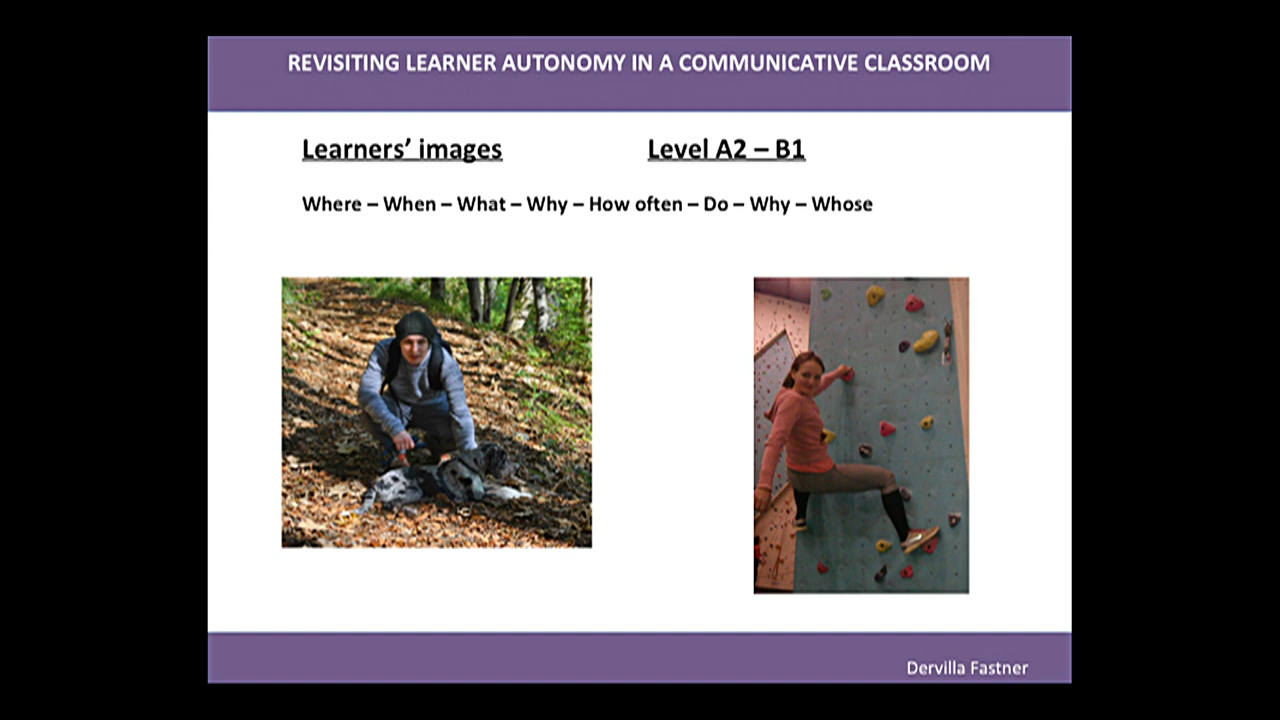 REVISITING LEARNER AUTONOMY IN A COMMUNICATIVE CLASSROOM
Learners’ images
Level A2 – B1
Where – When – What – Why – How often – Do – Why – Whose
Dervilla Fastner